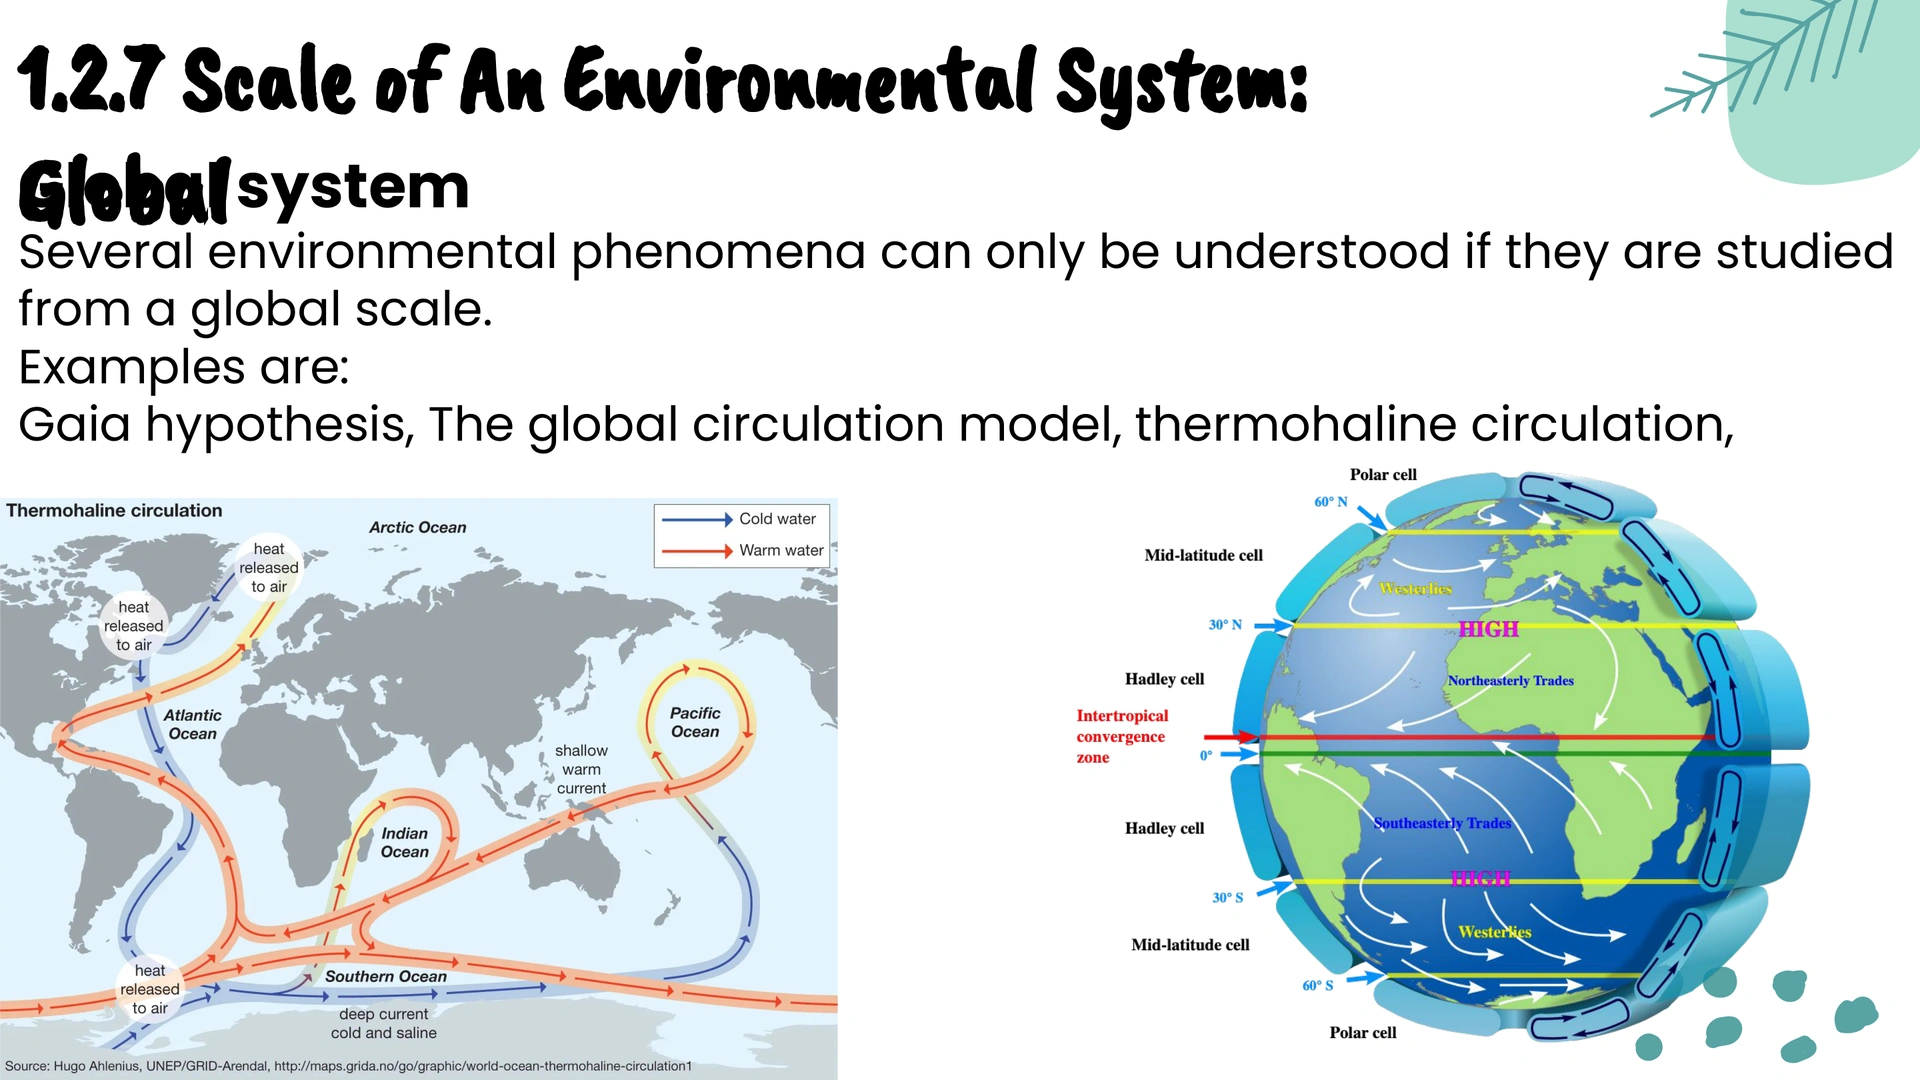 1.2.7 Scale of An Environmental System:
Global
Global system
Several environmental phenomena can only be understood if they are studied
from a global scale.
Examples are:
Gaia hypothesis, The global circulation model, thermohaline circulation,
Thermohaline circulation
Cold water
Warm water
Arctic Ocean
heat
released
to air
heat
released
to air
Atlantic
Ocean
Pacific
Ocean
shallow
warm
current
Indian
Ocean
Southern Ocean
heat
released
to air
deep current
cold and saline
Source: Hugo Ahlenius, UNEP/GRID-Arendal, http://maps.grida.no/go/graphic/world-ocean-thermohaline-circulation1
Polar cell
60° N
Mid-latitude cell
Westerlies
30° N
HIGH
Hadley cell
Northeasterly Trades
Intertropical
convergence
zone
0°
Hadley cell
Southeasterly Trades
HIGH
30° S
Westerlies
Mid-latitude cell
60° S
Polar cell